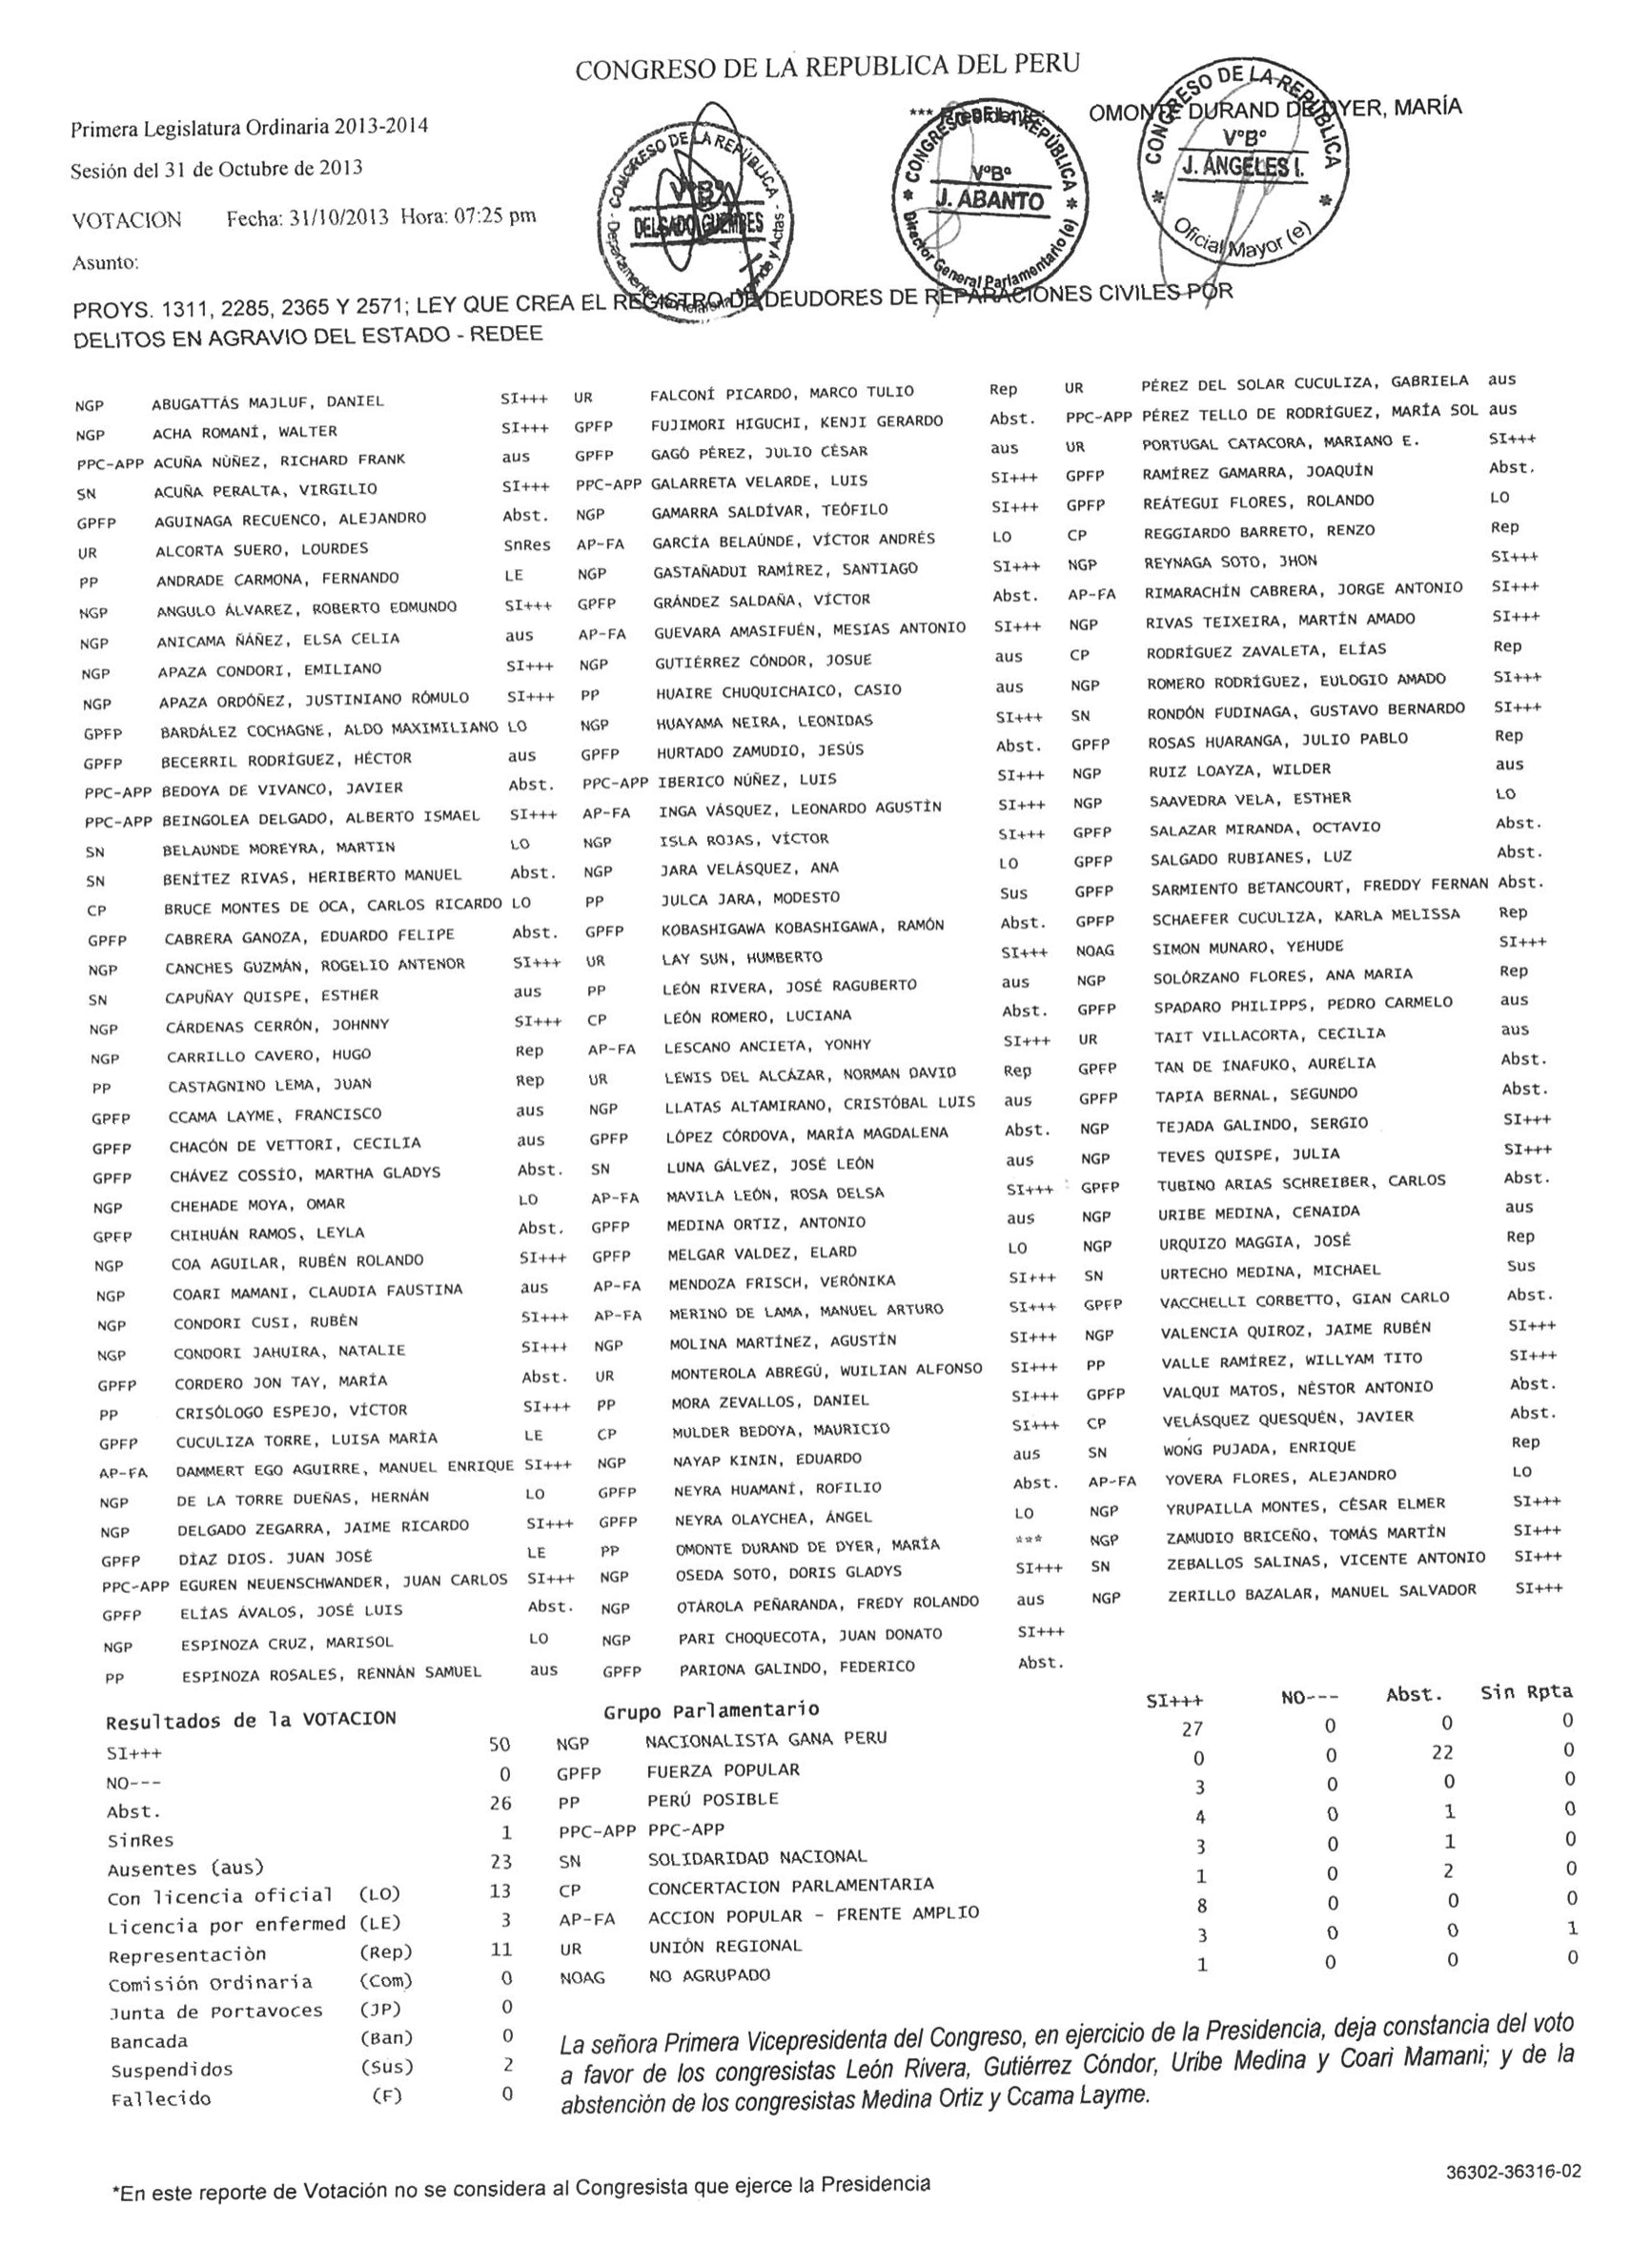 CONGRESO DE LA REPUBLICA DEL PERU
*** Presidente: OMONTE DURAND DE DYER, MARÍA
Primera Legislatura Ordinaria 2013-2014
Sesión del 31 de Octubre de 2013
VOTACION Fecha: 31/10/2013 Hora: 07:25 pm
Asunto:
CONGRESO DE LA REPÚBLICA
VºBº
DELGADO GUEMBES
CONGRESO DE LA REPÚBLICA
VºBº
J. ABANTO
Director General Parlamentario (e)
CONGRESO DE LA REPÚBLICA
VºBº
J. ÁNGELES I.
Oficial Mayor (e)
PROYS. 1311, 2285, 2365 Y 2571; LEY QUE CREA EL REGISTRO DE DEUDORES DE REPARACIONES CIVILES POR
DELITOS EN AGRAVIO DEL ESTADO - REDEE
NGP ABUGATTÁS MAJLUF, DANIEL SI+++ UR FALCONÍ PICARDO, MARCO TULIO Rep UR PÉREZ DEL SOLAR CUCULIZA, GABRIELA aus
NGP ACHA ROMANÍ, WALTER SI+++ GPFP FUJIMORI HIGUCHI, KENJI GERARDO Abst. PPC-APP PÉREZ TELLO DE RODRÍGUEZ, MARÍA SOL aus
PPC-APP ACUÑA NÚÑEZ, RICHARD FRANK aus GPFP GAGÓ PÉREZ, JULIO CÉSAR aus UR PORTUGAL CATACORA, MARIANO E. SI+++
SN ACUÑA PERALTA, VIRGILIO SI+++ PPC-APP GALARRETA VELARDE, LUIS SI+++ GPFP RAMÍREZ GAMARRA, JOAQUÍN Abst.
GPFP AGUINAGA RECUENCO, ALEJANDRO Abst. NGP GAMARRA SALDÍVAR, TEÓFILO SI+++ GPFP REÁTEGUI FLORES, ROLANDO LO
UR ALCORTA SUERO, LOURDES SnRes AP-FA GARCÍA BELAÚNDE, VÍCTOR ANDRÉS LO CP REGGIARDO BARRETO, RENZO Rep
PP ANDRADE CARMONA, FERNANDO LE NGP GASTAÑADUI RAMÍREZ, SANTIAGO SI+++ NGP REYNAGA SOTO, JHON SI+++
NGP ANGULO ÁLVAREZ, ROBERTO EDMUNDO SI+++ GPFP GRÁNDEZ SALDAÑA, VÍCTOR Abst. AP-FA RIMARACHÍN CABRERA, JORGE ANTONIO SI+++
NGP ANICAMA ÑÁÑEZ, ELSA CELIA aus AP-FA GUEVARA AMASIFUÉN, MESIAS ANTONIO SI+++ NGP RIVAS TEIXEIRA, MARTÍN AMADO SI+++
NGP APAZA CONDORI, EMILIANO SI+++ NGP GUTIÉRREZ CÓNDOR, JOSUE aus CP RODRÍGUEZ ZAVALETA, ELÍAS Rep
NGP APAZA ORDÓÑEZ, JUSTINIANO RÓMULO SI+++ PP HUAIRE CHUQUICHAICO, CASIO aus NGP ROMERO RODRÍGUEZ, EULOGIO AMADO SI+++
GPFP BARDÁLEZ COCHAGNE, ALDO MAXIMILIANO LO NGP HUAYAMA NEIRA, LEONIDAS SI+++ SN RONDÓN FUDINAGA, GUSTAVO BERNARDO SI+++
GPFP BECERRIL RODRÍGUEZ, HÉCTOR aus GPFP HURTADO ZAMUDIO, JESÚS Abst. GPFP ROSAS HUARANGA, JULIO PABLO Rep
PPC-APP BEDOYA DE VIVANCO, JAVIER Abst. PPC-APP IBERICO NÚÑEZ, LUIS SI+++ NGP RUIZ LOAYZA, WILDER aus
PPC-APP BEINGOLEA DELGADO, ALBERTO ISMAEL SI+++ AP-FA INGA VÁSQUEZ, LEONARDO AGUSTÍN SI+++ NGP SAAVEDRA VELA, ESTHER LO
SN BELAUNDE MOREYRA, MARTIN LO NGP ISLA ROJAS, VÍCTOR SI+++ GPFP SALAZAR MIRANDA, OCTAVIO Abst.
SN BENÍTEZ RIVAS, HERIBERTO MANUEL Abst. NGP JARA VELÁSQUEZ, ANA LO GPFP SALGADO RUBIANES, LUZ Abst.
CP BRUCE MONTES DE OCA, CARLOS RICARDO LO PP JULCA JARA, MODESTO Sus GPFP SARMIENTO BETANCOURT, FREDDY FERNAN Abst.
GPFP CABRERA GANOZA, EDUARDO FELIPE Abst. GPFP KOBASHIGAWA KOBASHIGAWA, RAMÓN Abst. GPFP SCHAEFER CUCULIZA, KARLA MELISSA Rep
NGP CANCHES GUZMÁN, ROGELIO ANTENOR SI+++ UR LAY SUN, HUMBERTO SI+++ NOAG SIMON MUNARO, YEHUDE SI+++
SN CAPUÑAY QUISPE, ESTHER aus PP LEÓN RIVERA, JOSÉ RAGUBERTO aus NGP SOLÓRZANO FLORES, ANA MARIA Rep
NGP CÁRDENAS CERRÓN, JOHNNY SI+++ CP LEÓN ROMERO, LUCIANA Abst. GPFP SPADARO PHILIPPS, PEDRO CARMELO aus
NGP CARRILLO CAVERO, HUGO Rep AP-FA LESCANO ANCIETA, YONHY SI+++ UR TAIT VILLACORTA, CECILIA aus
PP CASTAGNINO LEMA, JUAN Rep UR LEWIS DEL ALCÁZAR, NORMAN DAVID Rep GPFP TAN DE INAFUKO, AURELIA Abst.
GPFP CCAMA LAYME, FRANCISCO aus NGP LLATAS ALTAMIRANO, CRISTÓBAL LUIS aus GPFP TAPIA BERNAL, SEGUNDO Abst.
GPFP CHACÓN DE VETTORI, CECILIA aus GPFP LÓPEZ CÓRDOVA, MARÍA MAGDALENA Abst. NGP TEJADA GALINDO, SERGIO SI+++
GPFP CHÁVEZ COSSÍO, MARTHA GLADYS Abst. SN LUNA GÁLVEZ, JOSÉ LEÓN aus NGP TEVES QUISPE, JULIA SI+++
NGP CHEHADE MOYA, OMAR LO AP-FA MAVILA LEÓN, ROSA DELSA SI+++ GPFP TUBINO ARIAS SCHREIBER, CARLOS Abst.
GPFP CHIHUÁN RAMOS, LEYLA Abst. GPFP MEDINA ORTIZ, ANTONIO aus NGP URIBE MEDINA, CENAIDA aus
NGP COA AGUILAR, RUBÉN ROLANDO SI+++ GPFP MELGAR VALDEZ, ELARD LO NGP URQUIZO MAGGIA, JOSÉ Rep
NGP COARI MAMANI, CLAUDIA FAUSTINA aus AP-FA MENDOZA FRISCH, VERÓNIKA SI+++ SN URTECHO MEDINA, MICHAEL Sus
NGP CONDORI CUSI, RUBÉN SI+++ AP-FA MERINO DE LAMA, MANUEL ARTURO SI+++ GPFP VACCHELLI CORBETTO, GIAN CARLO Abst.
NGP CONDORI JAHUIRA, NATALIE SI+++ NGP MOLINA MARTÍNEZ, AGUSTÍN SI+++ NGP VALENCIA QUIROZ, JAIME RUBÉN SI+++
GPFP CORDERO JON TAY, MARÍA Abst. UR MONTEROLA ABREGÚ, WUILIAN ALFONSO SI+++ PP VALLE RAMÍREZ, WILLYAM TITO SI+++
PP CRISÓLOGO ESPEJO, VÍCTOR SI+++ PP MORA ZEVALLOS, DANIEL SI+++ GPFP VALQUI MATOS, NÉSTOR ANTONIO Abst.
GPFP CUCULIZA TORRE, LUISA MARÍA LE CP MULDER BEDOYA, MAURICIO SI+++ CP VELÁSQUEZ QUESQUÉN, JAVIER Abst.
AP-FA DAMMERT EGO AGUIRRE, MANUEL ENRIQUE SI+++ NGP NAYAP KININ, EDUARDO aus SN WONG PUJADA, ENRIQUE Rep
NGP DE LA TORRE DUEÑAS, HERNÁN LO GPFP NEYRA HUAMANÍ, ROFILIO Abst. AP-FA YOVERA FLORES, ALEJANDRO LO
NGP DELGADO ZEGARRA, JAIME RICARDO SI+++ GPFP NEYRA OLAYCHEA, ÁNGEL LO NGP YRUPAILLA MONTES, CÉSAR ELMER SI+++
GPFP DÍAZ DIOS. JUAN JOSÉ LE PP OMONTE DURAND DE DYER, MARÍA *** NGP ZAMUDIO BRICEÑO, TOMÁS MARTÍN SI+++
PPC-APP EGUREN NEUENSCHWANDER, JUAN CARLOS SI+++ NGP OSEDA SOTO, DORIS GLADYS SI+++ SN ZEBALLOS SALINAS, VICENTE ANTONIO SI+++
GPFP ELÍAS ÁVALOS, JOSÉ LUIS Abst. NGP OTÁROLA PEÑARANDA, FREDY ROLANDO aus NGP ZERILLO BAZALAR, MANUEL SALVADOR SI+++
NGP ESPINOZA CRUZ, MARISOL LO NGP PARI CHOQUECOTA, JUAN DONATO SI+++
PP ESPINOZA ROSALES, RENNÁN SAMUEL aus GPFP PARIONA GALINDO, FEDERICO Abst.
Resultados de la VOTACION Grupo Parlamentario SI+++ NO--- Abst. Sin Rpta
SI+++ 50 NGP NACIONALISTA GANA PERU 27 0 0 0
NO--- 0 GPFP FUERZA POPULAR 0 0 22 0
Abst. 26 PP PERÚ POSIBLE 3 0 0 0
SinRes 1 PPC-APP PPC-APP 4 0 1 0
Ausentes (aus) 23 SN SOLIDARIDAD NACIONAL 3 0 1 0
Con licencia oficial (LO) 13 CP CONCERTACION PARLAMENTARIA 1 0 2 0
Licencia por enfermed (LE) 3 AP-FA ACCION POPULAR - FRENTE AMPLIO 8 0 0 0
Representación (Rep) 11 UR UNIÓN REGIONAL 3 0 0 1
Comisión Ordinaria (Com) 0 NOAG NO AGRUPADO 1 0 0 0
Junta de Portavoces (JP) 0
Bancada (Ban) 0
Suspendidos (Sus) 2
Fallecido (F) 0
La señora Primera Vicepresidenta del Congreso, en ejercicio de la Presidencia, deja constancia del voto
a favor de los congresistas León Rivera, Gutiérrez Cóndor, Uribe Medina y Coari Mamani; y de la
abstención de los congresistas Medina Ortiz y Ccama Layme.
*En este reporte de Votación no se considera al Congresista que ejerce la Presidencia
36302-36316-02